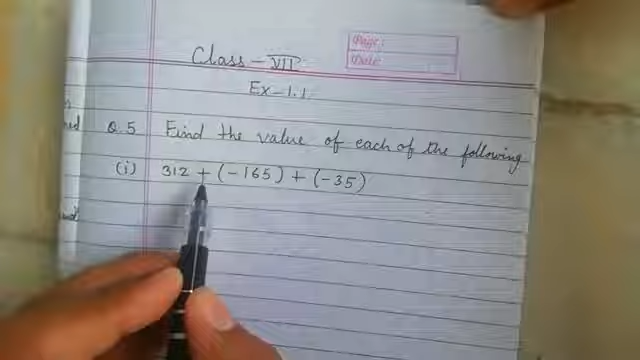 Page:
Date:
Class - VII
Ex - 1.1
Q.5 Find the value of each of the following
(i) 312 + (-165) + (-35)